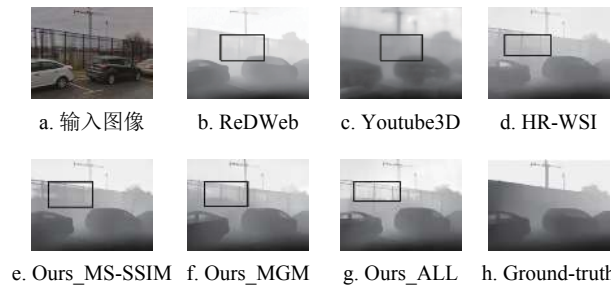 a. 输入图像 b. ReDWeb c. Youtube3D d. HR-WSI
e. Ours_MS-SSIM f. Ours_MGM g. Ours_ALL h. Ground-truth